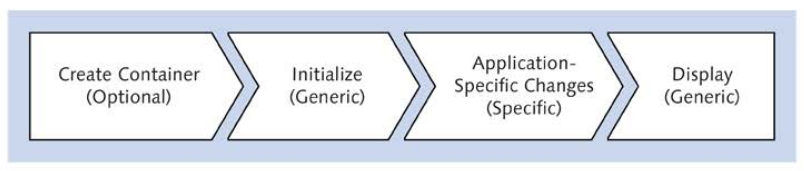 Create Container
(Optional)
Initialize
(Generic)
Application-
Specific Changes
(Specific)
Display
(Generic)